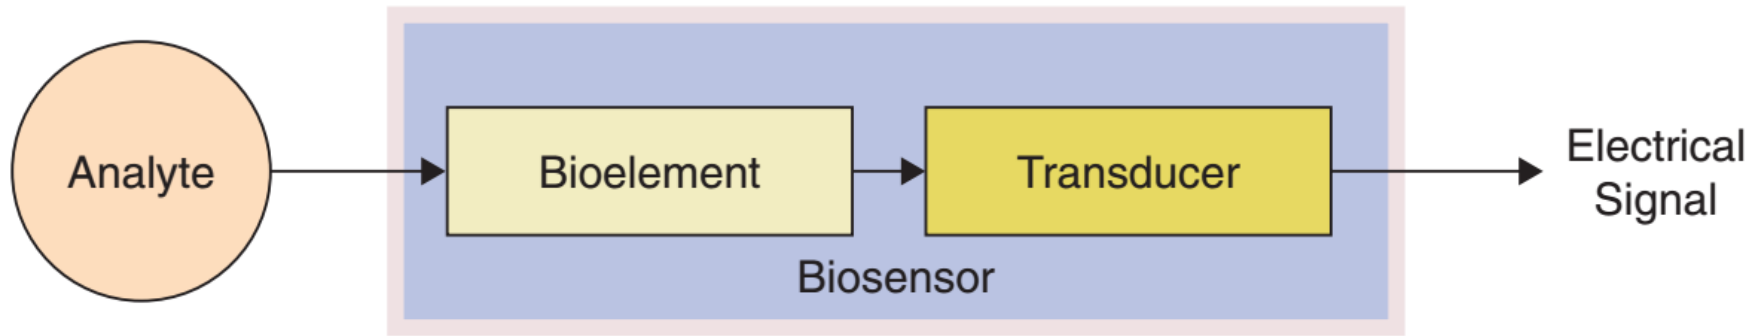 Analyte
Bioelement
Transducer
Electrical
Signal
Biosensor